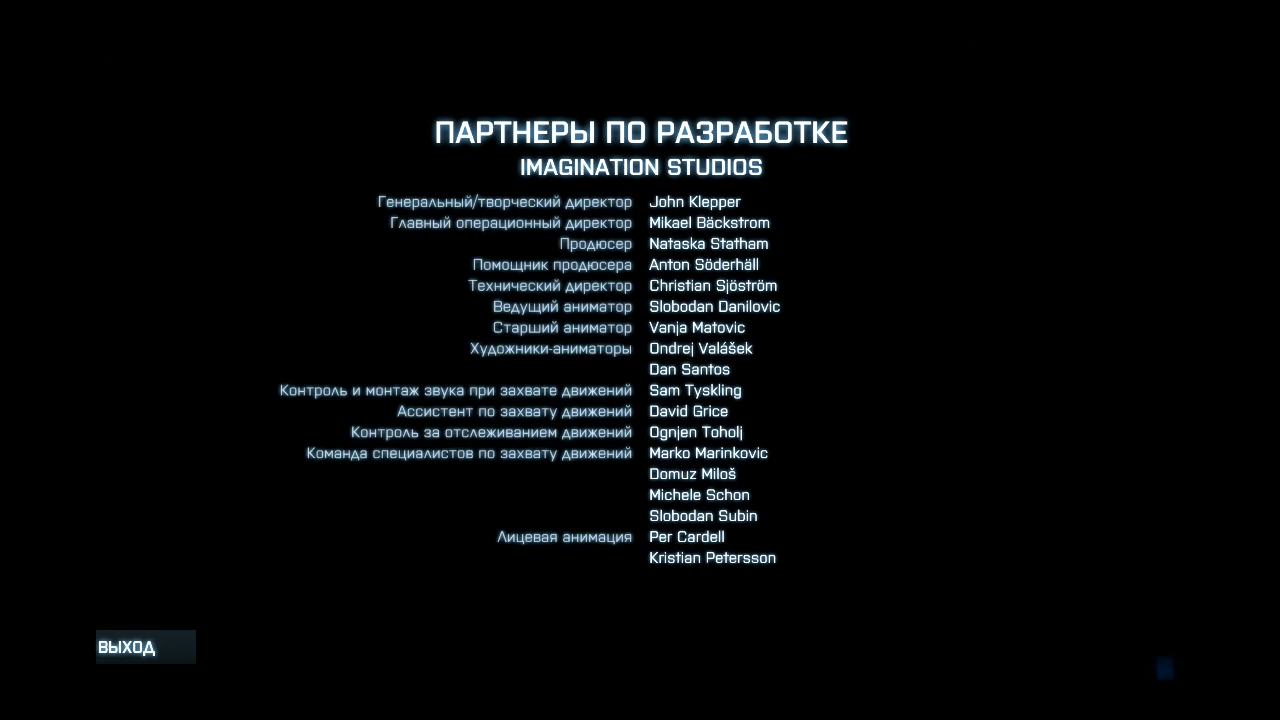 ПАРТНЕРЫ ПО РАЗРАБОТКЕ
IMAGINATION STUDIOS
Генеральный/творческий директор John Klepper
Главный операционный директор Mikael Bäckstrom
Продюсер Nataska Statham
Помощник продюсера Anton Söderhäll
Технический директор Christian Sjöström
Ведущий аниматор Slobodan Danilovic
Старший аниматор Vanja Matovic
Художники-аниматоры Ondrej Valášek
Dan Santos
Контроль и монтаж звука при захвате движений Sam Tyskling
Ассистент по захвату движений David Grice
Контроль за отслеживанием движений Ognjen Toholj
Команда специалистов по захвату движений Marko Marinkovic
Domuz Miloš
Michele Schon
Slobodan Subin
Лицевая анимация Per Cardell
Kristian Petersson
ВЫХОД